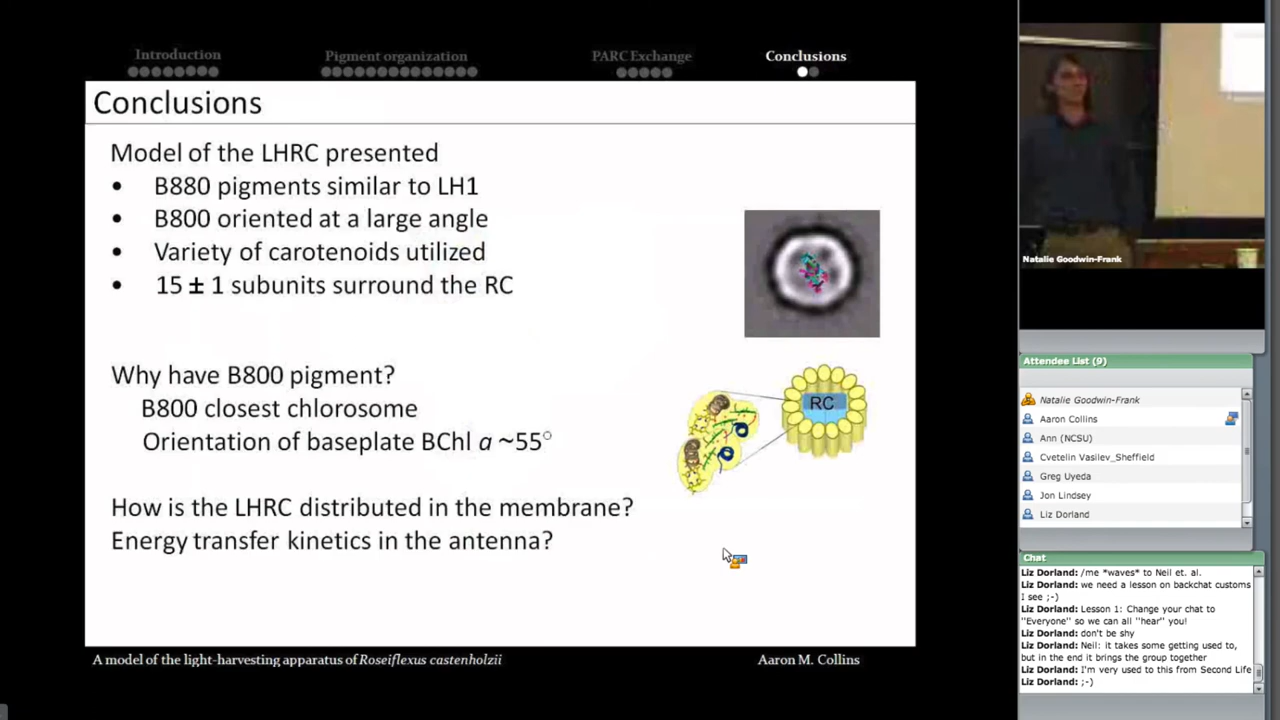 Introduction
Pigment organization
PARC Exchange
Conclusions
Conclusions
Model of the LHRC presented
• B880 pigments similar to LH1
• B800 oriented at a large angle
• Variety of carotenoids utilized
• 15 ± 1 subunits surround the RC
Why have B800 pigment?
B800 closest chlorosome
Orientation of baseplate BChl a ~55°
How is the LHRC distributed in the membrane?
Energy transfer kinetics in the antenna?
RC
A model of the light-harvesting apparatus of Roseiflexus castenholzii
Aaron M. Collins
Natalie Goodwin-Frank
Attendee List (9)
Natalie Goodwin-Frank
Aaron Collins
Ann (NCSU)
Cvetelin Vasilev_Sheffield
Greg Uyeda
Jon Lindsey
Liz Dorland
Chat
Liz Dorland: /me *waves* to Neil et. al.
Liz Dorland: we need a lesson on backchat customs
I see ;-)
Liz Dorland: Lesson 1: Change your chat to
"Everyone" so we can all "hear" you!
Liz Dorland: don't be shy
Liz Dorland: Neil: it takes some getting used to,
but in the end it brings the group together
Liz Dorland: I'm very used to this from Second Life
Liz Dorland: ;-)